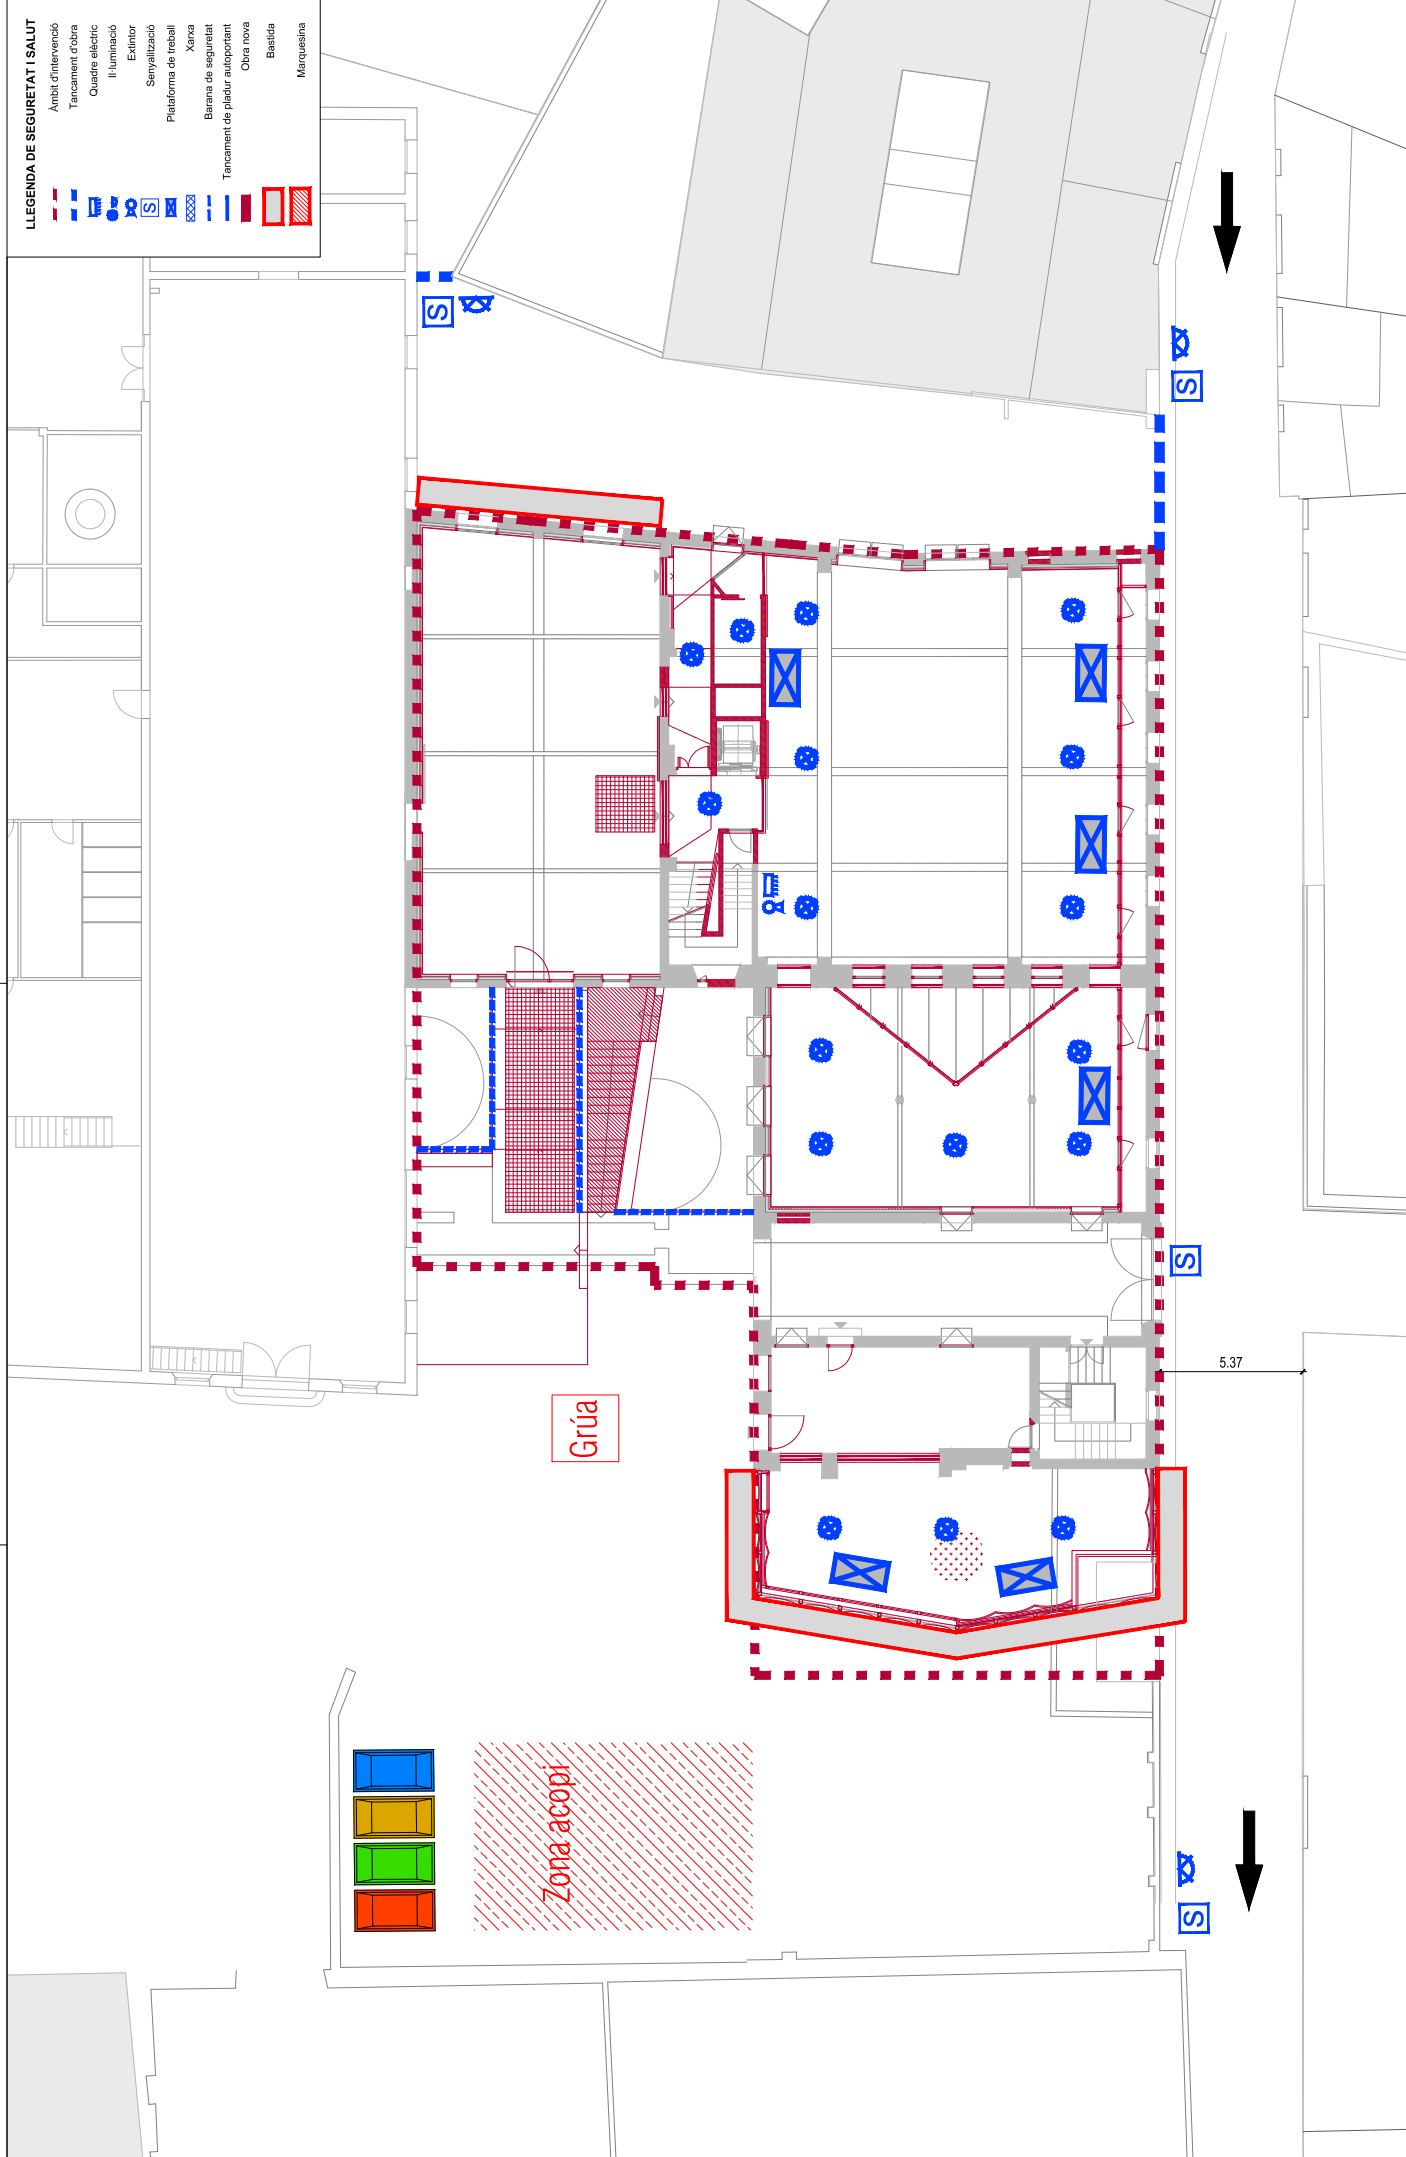 LLEGENDA DE SEGURETAT I SALUT
Àmbit d'intervenció
Tancament d'obra
Quadre elèctric
Il·luminació
Extintor
S Senyalització
Plataforma de treball
Xarxa
Barana de seguretat
Tancament de pladur autoportant
Obra nova
Bastida
Marquesina
S
S
S
5.37
Grúa
Zona acopi
S